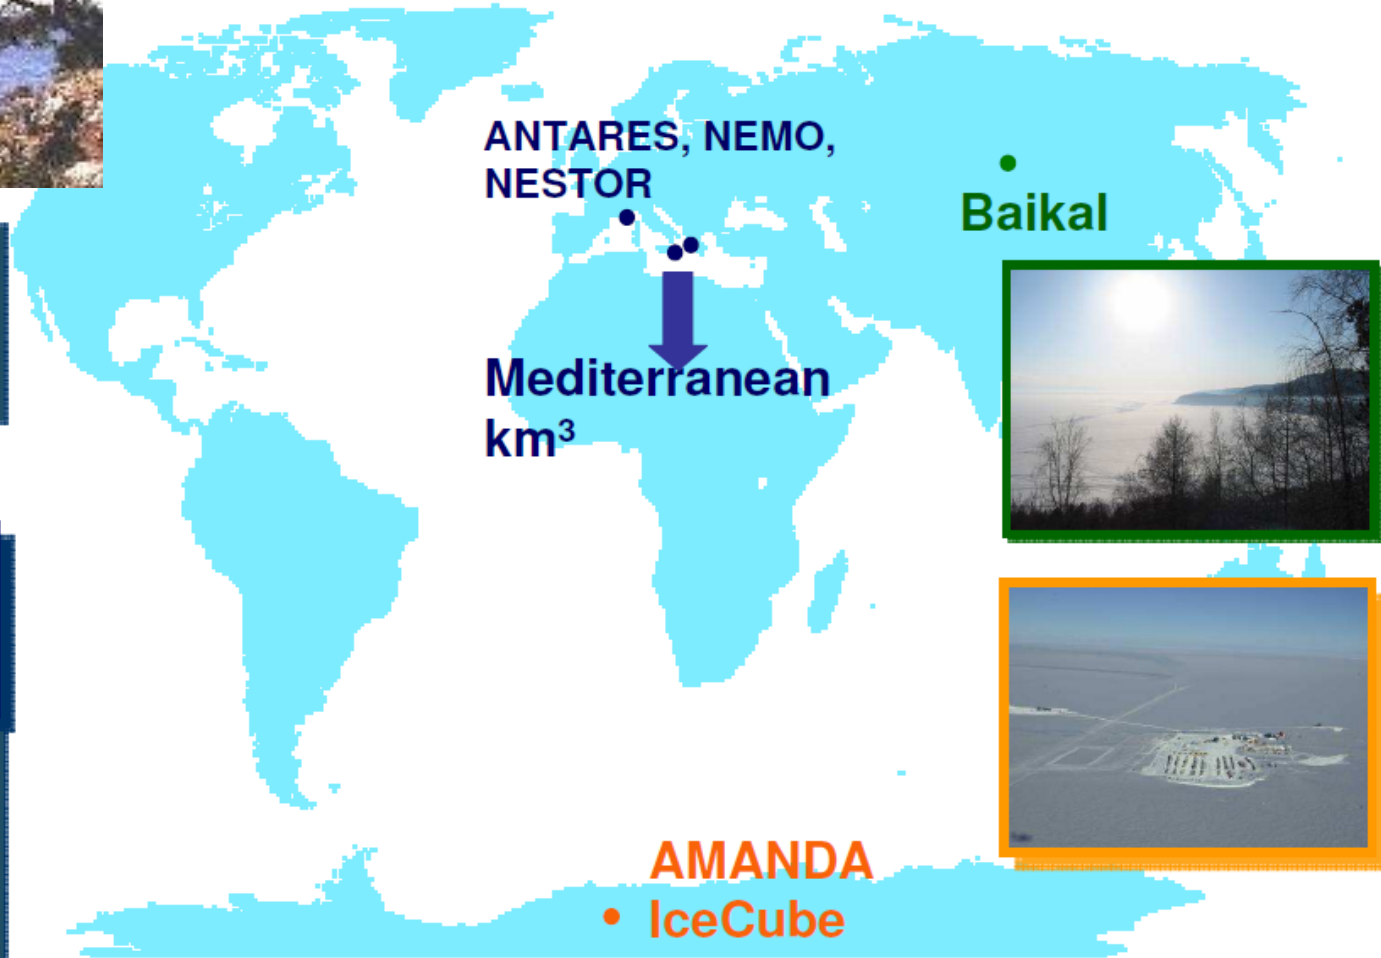 ANTARES, NEMO,
NESTOR
Baikal
Mediterranean
km³
AMANDA
IceCube